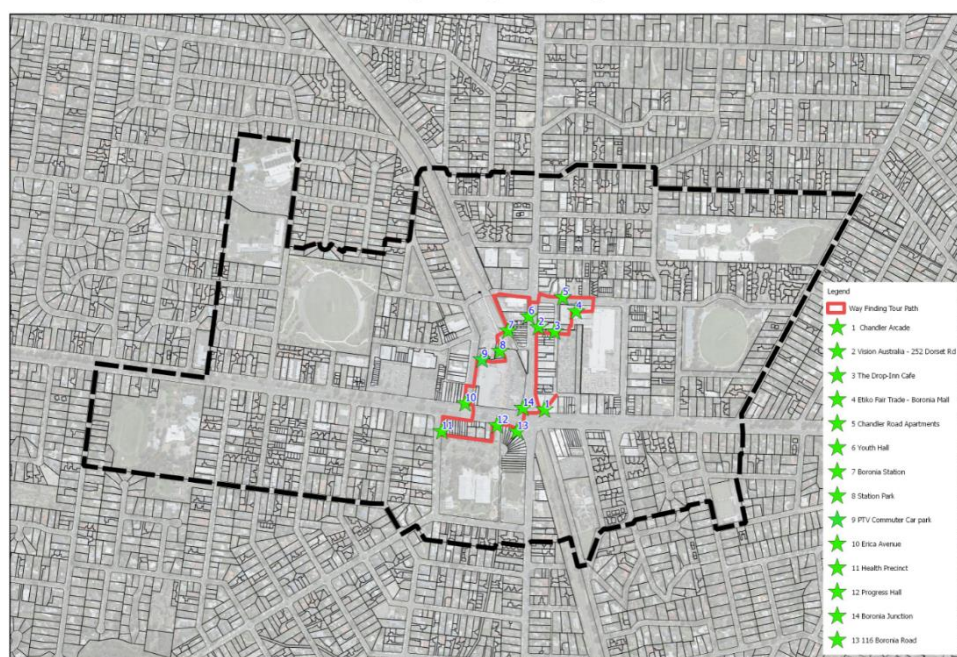 5
4
6
2
3
7
8
9
10
14
1
12
11
13
Legend
Way Finding Tour Path
1 Chandler Arcade
2 Vision Australia - 252 Dorset Rd
3 The Drop-Inn Cafe
4 Etiko Fair Trade - Boronia Mall
5 Chandler Road Apartments
6 Youth Hall
7 Boronia Station
8 Station Park
9 PTV Commuter Car park
10 Erica Avenue
11 Health Precinct
12 Progress Hall
14 Boronia Junction
13 116 Boronia Road